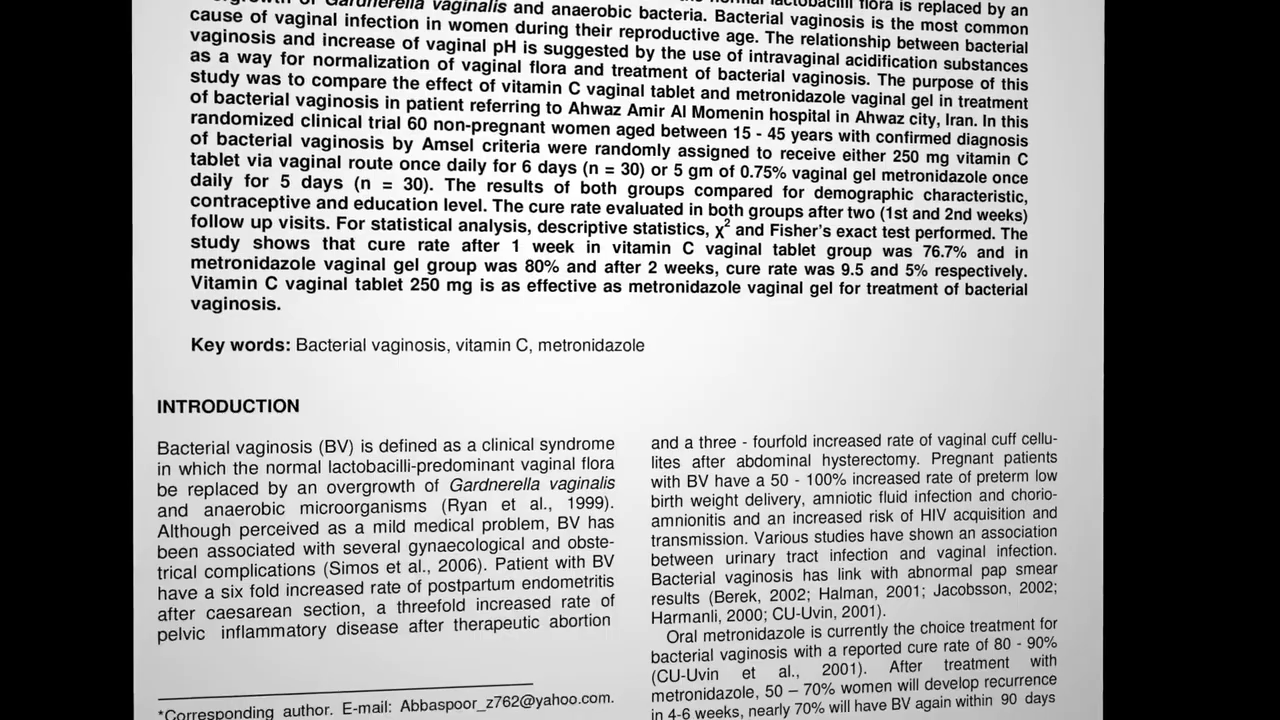 Gardnerella vaginalis and anaerobic bacteria. Bacterial vaginosis is the most common
flora is replaced by an
cause of vaginal infection in women during their reproductive age. The relationship between bacterial
vaginosis and increase of vaginal pH is suggested by the use of intravaginal acidification substances
as a way for normalization of vaginal flora and treatment of bacterial vaginosis. The purpose of this
study was to compare the effect of vitamin C vaginal tablet and metronidazole vaginal gel in treatment
of bacterial vaginosis in patient referring to Ahwaz Amir Al Momenin hospital in Ahwaz city, Iran. In this
randomized clinical trial 60 non-pregnant women aged between 15 - 45 years with confirmed diagnosis
of bacterial vaginosis by Amsel criteria were randomly assigned to receive either 250 mg vitamin C
tablet via vaginal route once daily for 6 days (n = 30) or 5 gm of 0.75% vaginal gel metronidazole once
daily for 5 days (n = 30). The results of both groups compared for demographic characteristic,
contraceptive and education level. The cure rate evaluated in both groups after two (1st and 2nd weeks)
follow up visits. For statistical analysis, descriptive statistics, χ² and Fisher's exact test performed. The
study shows that cure rate after 1 week in vitamin C vaginal tablet group was 76.7% and in
metronidazole vaginal gel group was 80% and after 2 weeks, cure rate was 9.5 and 5% respectively.
Vitamin C vaginal tablet 250 mg is as effective as metronidazole vaginal gel for treatment of bacterial
vaginosis.
Key words: Bacterial vaginosis, vitamin C, metronidazole
INTRODUCTION
Bacterial vaginosis (BV) is defined as a clinical syndrome
in which the normal lactobacilli-predominant vaginal flora
be replaced by an overgrowth of Gardnerella vaginalis
and anaerobic microorganisms (Ryan et al., 1999).
Although perceived as a mild medical problem, BV has
been associated with several gynaecological and obste-
trical complications (Simos et al., 2006). Patient with BV
have a six fold increased rate of postpartum endometritis
after caesarean section, a threefold increased rate of
pelvic inflammatory disease after therapeutic abortion
*Corresponding author. E-mail: Abbaspoor_z762@yahoo.com.
and a three - fourfold increased rate of vaginal cuff cellu-
lites after abdominal hysterectomy. Pregnant patients
with BV have a 50 - 100% increased rate of preterm low
birth weight delivery, amniotic fluid infection and chorio-
amnionitis and an increased risk of HIV acquisition and
transmission. Various studies have shown an association
between urinary tract infection and vaginal infection.
Bacterial vaginosis has link with abnormal pap smear
results (Berek, 2002; Halman, 2001; Jacobsson, 2002;
Harmanli, 2000; CU-Uvin, 2001).
Oral metronidazole is currently the choice treatment for
bacterial vaginosis with a reported cure rate of 80 - 90%
(CU-Uvin et al., 2001). After treatment with
metronidazole, 50 – 70% women will develop recurrence
in 4-6 weeks, nearly 70% will have BV again within 90 days